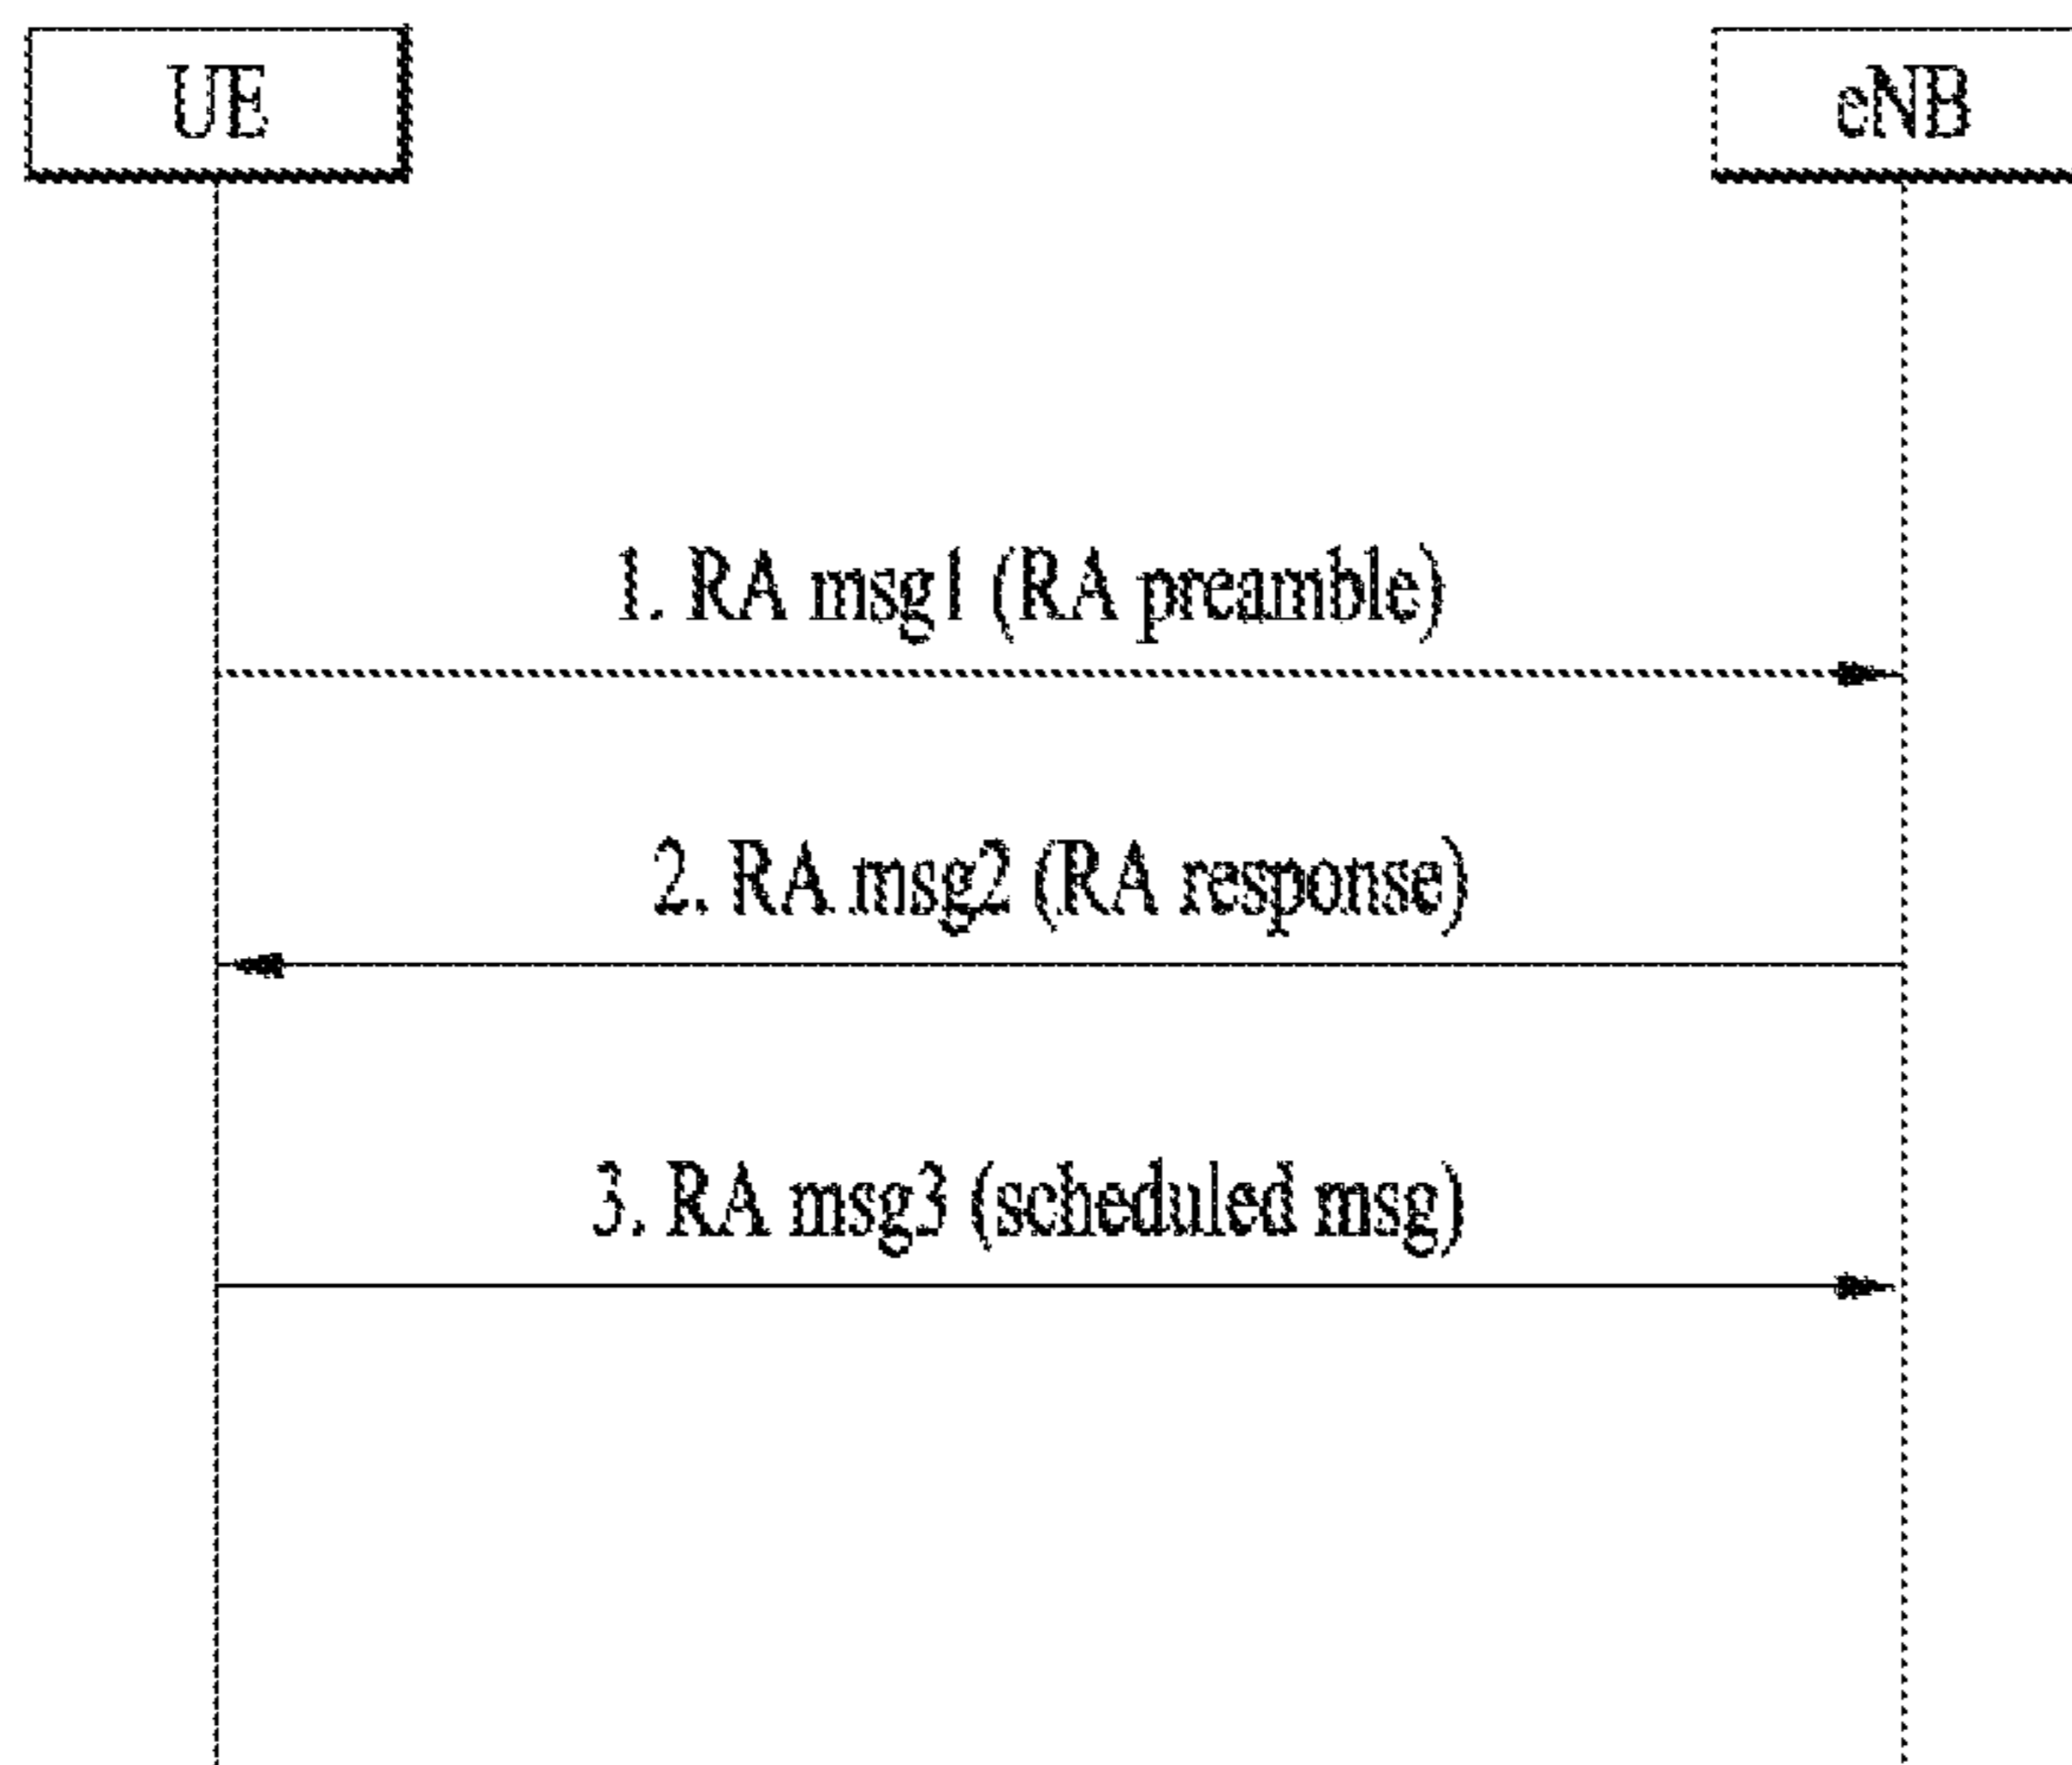 UE
eNB
1. RA msg1 (RA preamble)
2. RA msg2 (RA response)
3. RA msg3 (scheduled msg)